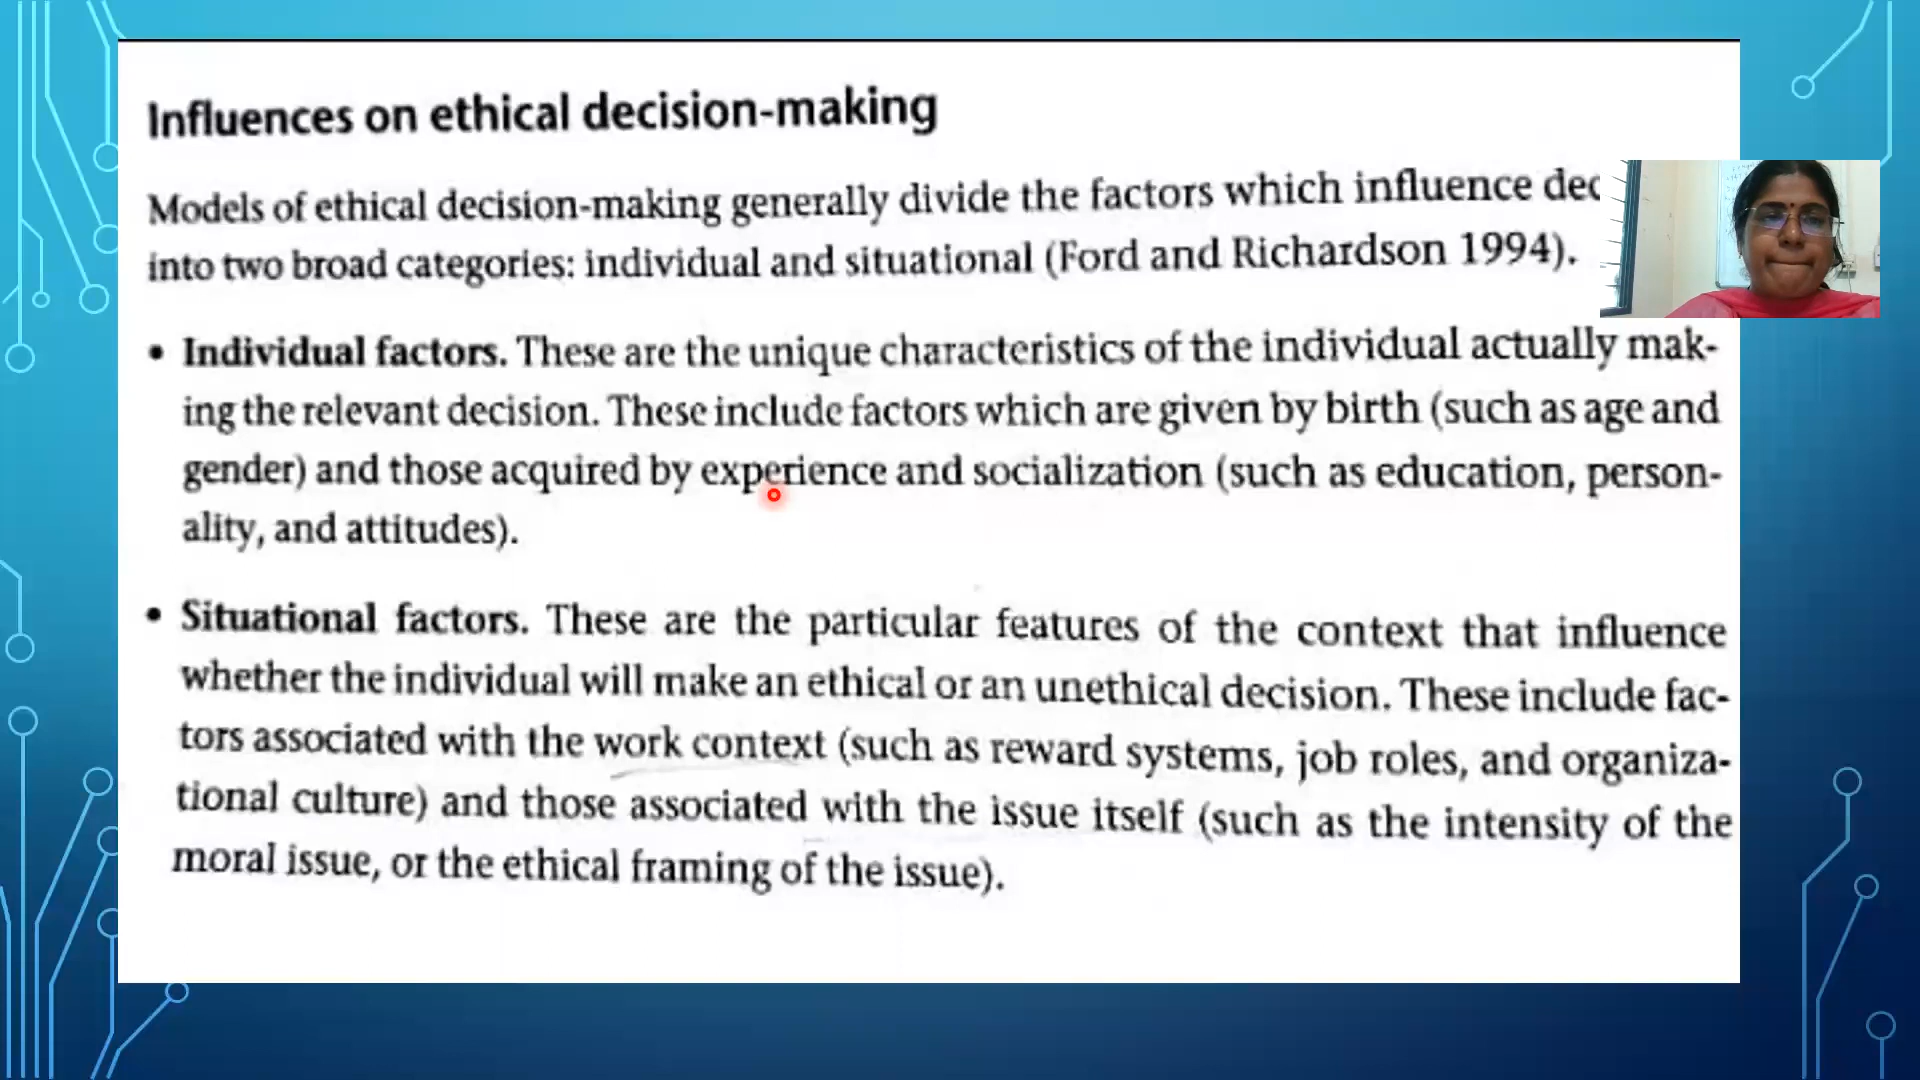 Influences on ethical decision-making
Models of ethical decision-making generally divide the factors which influence dec
into two broad categories: individual and situational (Ford and Richardson 1994).
• Individual factors. These are the unique characteristics of the individual actually mak-
ing the relevant decision. These include factors which are given by birth (such as age and
gender) and those acquired by experience and socialization (such as education, person-
ality, and attitudes).
• Situational factors. These are the particular features of the context that influence
whether the individual will make an ethical or an unethical decision. These include fac-
tors associated with the work context (such as reward systems, job roles, and organiza-
tional culture) and those associated with the issue itself (such as the intensity of the
moral issue, or the ethical framing of the issue).